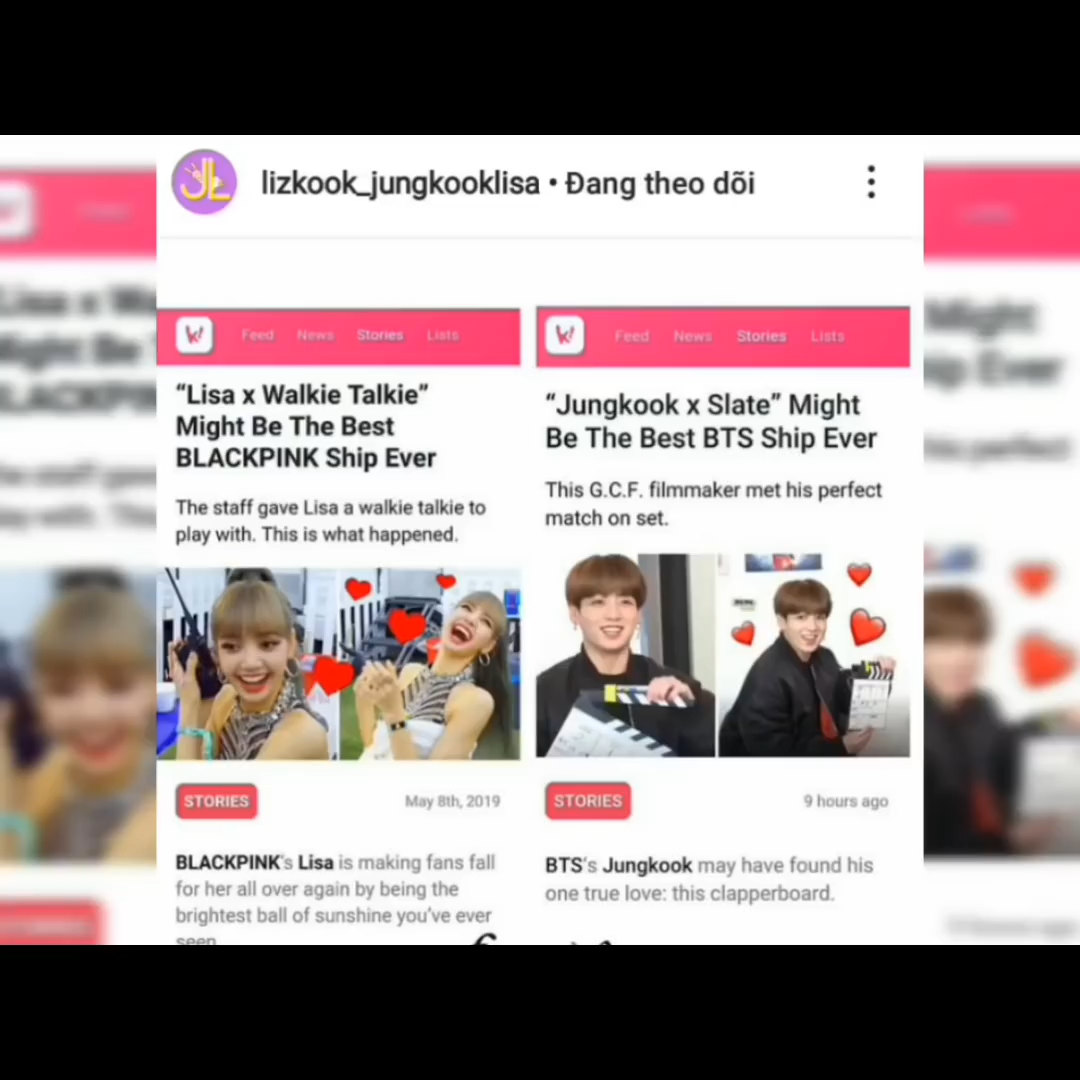 JL
lizkook_jungkooklisa • Đang theo dõi
k! Feed News Stories Lists
“Lisa x Walkie Talkie”
Might Be The Best
BLACKPINK Ship Ever
The staff gave Lisa a walkie talkie to
play with. This is what happened.
STORIES May 8th, 2019
BLACKPINK's Lisa is making fans fall
for her all over again by being the
brightest ball of sunshine you've ever
seen
k! Feed News Stories Lists
“Jungkook x Slate” Might
Be The Best BTS Ship Ever
This G.C.F. filmmaker met his perfect
match on set.
STORIES 9 hours ago
BTS's Jungkook may have found his
one true love: this clapperboard.